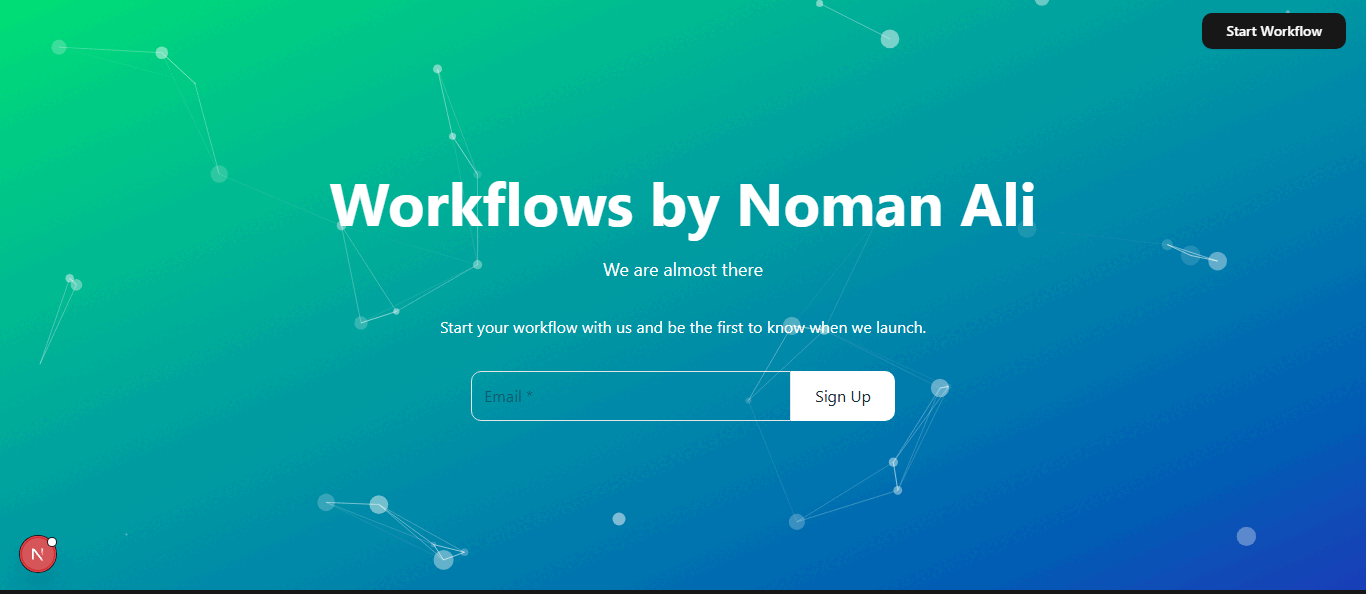 Start Workflow
Workflows by Noman Ali
We are almost there
Start your workflow with us and be the first to know when we launch.
Email *
Sign Up
N